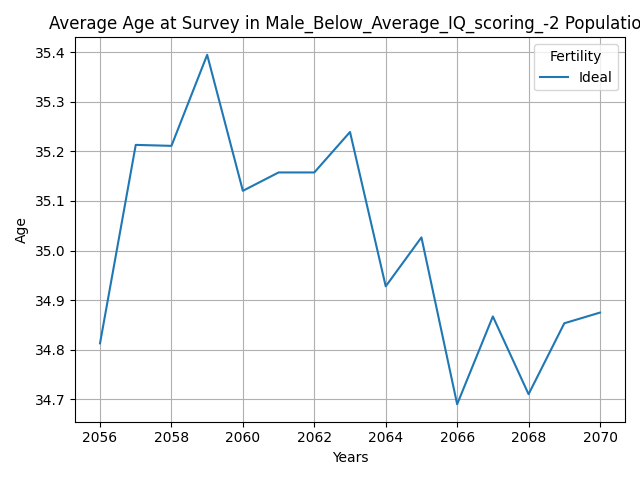 Average Age at Survey in Male_Below_Average_IQ_scoring_-2 Populatio
Fertility
Ideal
35.4
35.3
35.2
35.1
35.0
34.9
34.8
34.7
Age
2056 2058 2060 2062 2064 2066 2068 2070
Years